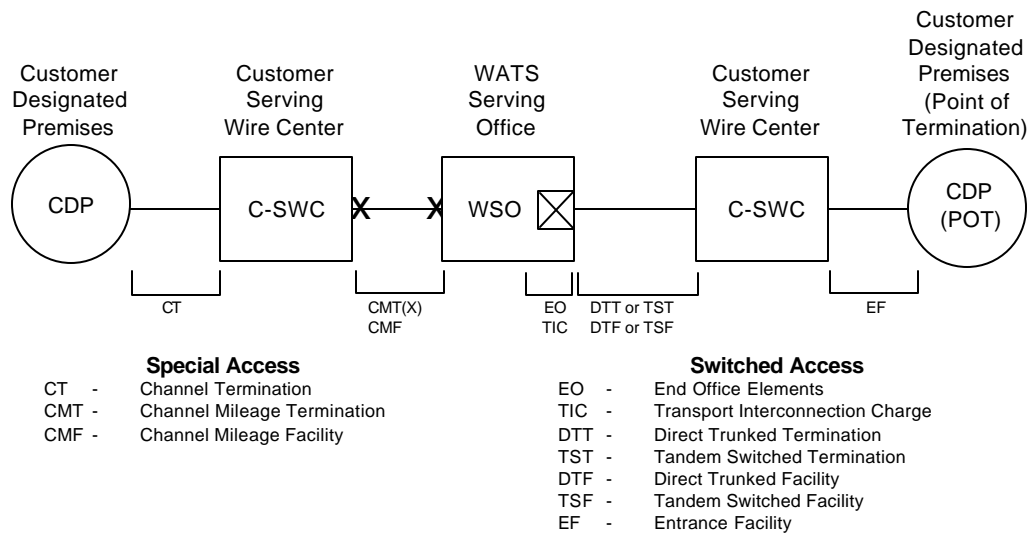 Customer
Designated
Premises
Customer
Serving
Wire Center
WATS
Serving
Office
Customer
Serving
Wire Center
Customer
Designated
Premises
(Point of
Termination)
CDP
C-SWC
X
X
WSO
C-SWC
CDP
(POT)
CT
CMT(X)
CMF
EO
TIC
DTT or TST
DTF or TSF
EF
Special Access
CT - Channel Termination
CMT - Channel Mileage Termination
CMF - Channel Mileage Facility
Switched Access
EO - End Office Elements
TIC - Transport Interconnection Charge
DTT - Direct Trunked Termination
TST - Tandem Switched Termination
DTF - Direct Trunked Facility
TSF - Tandem Switched Facility
EF - Entrance Facility